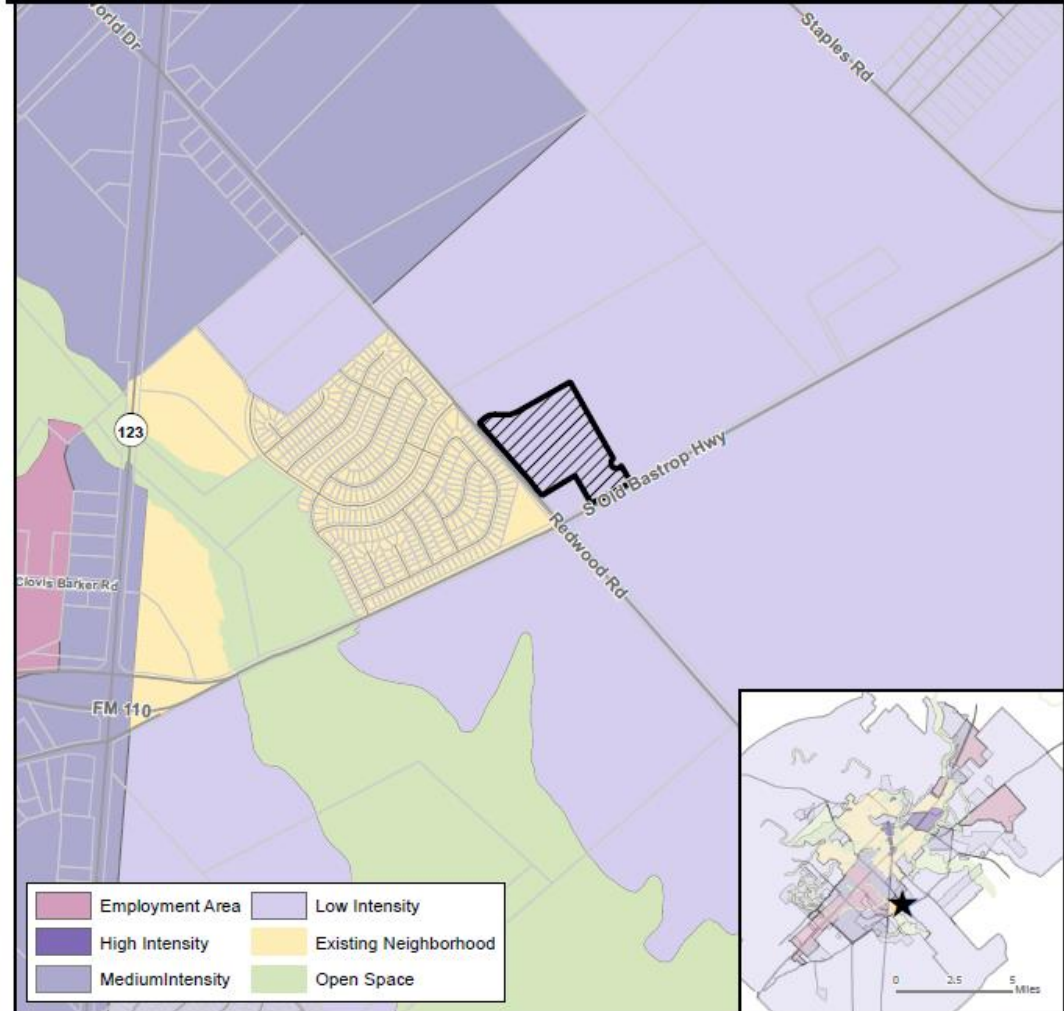 World Dr
Staples Rd
123
S Old Bastrop Hwy
Redwood Rd
Clovis Barker Rd
FM 110
Employment Area
Low Intensity
High Intensity
Existing Neighborhood
MediumIntensity
Open Space
0 2.5 5
Miles